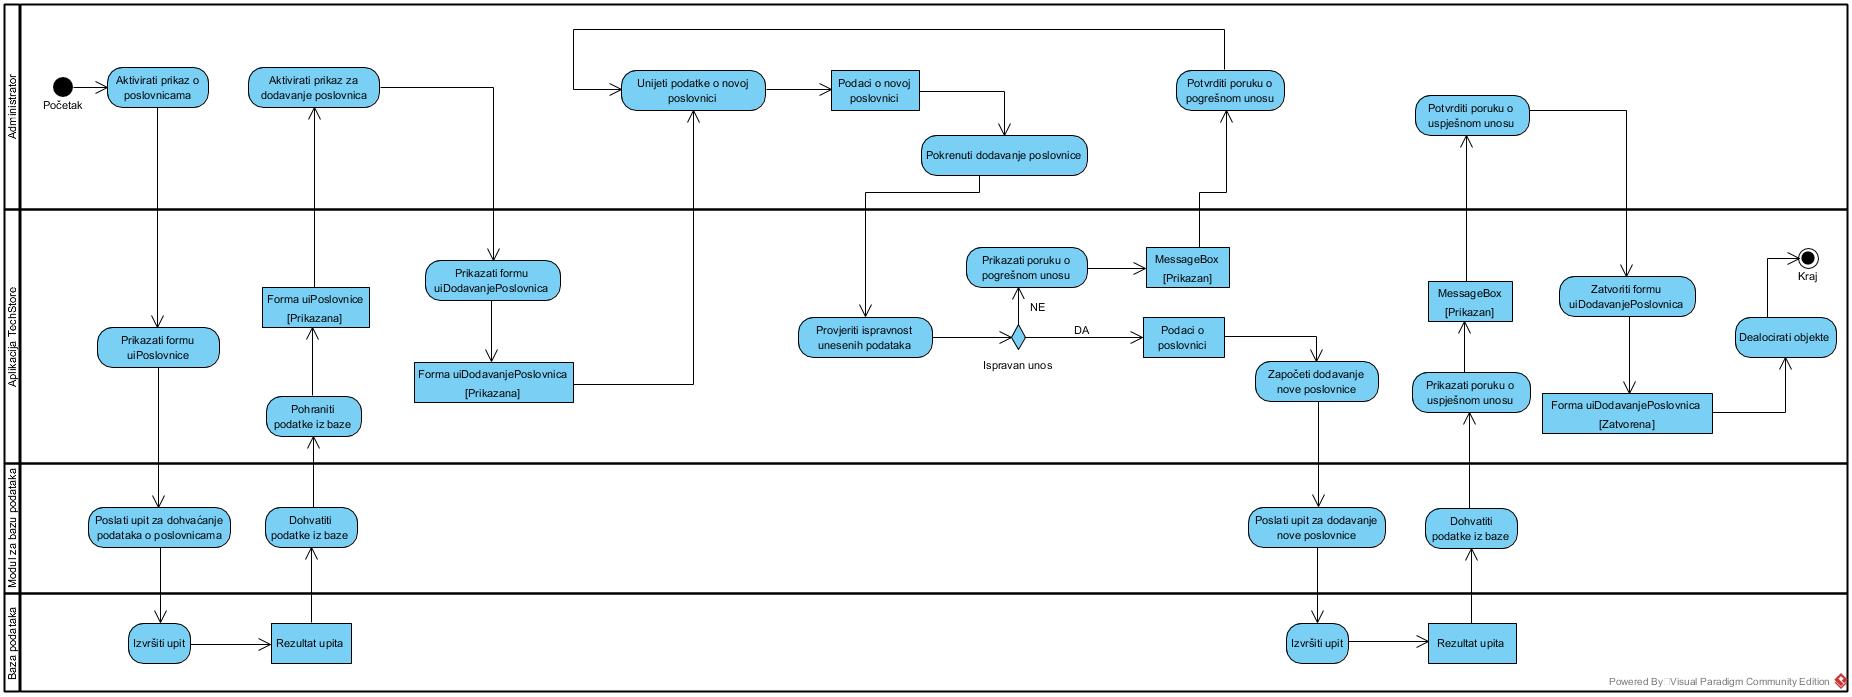 Administrator
Početak
Aktivirati prikaz o
poslovnicama
Aktivirati prikaz za
dodavanje poslovnica
Unijeti podatke o novoj
poslovnici
Podaci o novoj
poslovnici
Pokrenuti dodavanje poslovnice
Potvrditi poruku o
pogrešnom unosu
Potvrditi poruku o
uspješnom unosu
Aplikacija TechStore
Prikazati formu
uiPoslovnice
Forma uiPoslovnice
[Prikazana]
Pohraniti
podatke iz baze
Prikazati formu
uiDodavanjePoslovnica
Forma uiDodavanjePoslovnica
[Prikazana]
Provjeriti ispravnost
unesenih podataka
Prikazati poruku o
pogrešnom unosu
NE
DA
Ispravan unos
MessageBox
[Prikazan]
Podaci o
poslovnici
Započeti dodavanje
nove poslovnice
MessageBox
[Prikazan]
Prikazati poruku o
uspješnom unosu
Zatvoriti formu
uiDodavanjePoslovnica
Forma uiDodavanjePoslovnica
[Zatvorena]
Dealocirati objekte
Kraj
Modul za bazu podataka
Poslati upit za dohvaćanje
podataka o poslovnicama
Dohvatiti
podatke iz baze
Poslati upit za dodavanje
nove poslovnice
Dohvatiti
podatke iz baze
Baza podataka
Izvršiti upit
Rezultat upita
Izvršiti upit
Rezultat upita
Powered By Visual Paradigm Community Edition